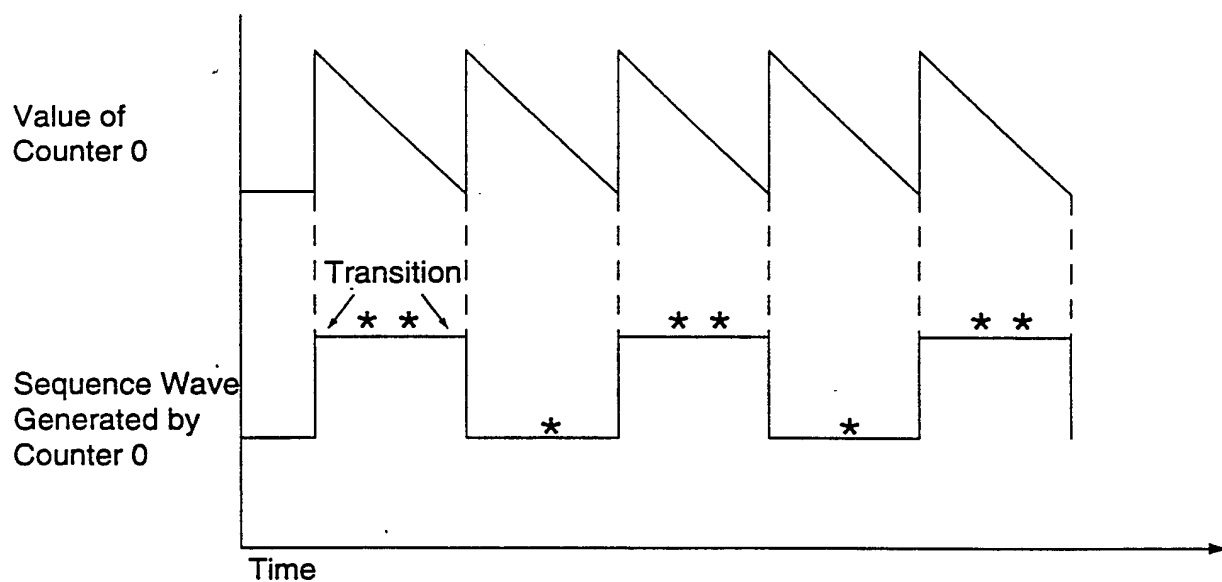 Value of
Counter 0
Transition
* *
* *
* *
Sequence Wave
Generated by
Counter 0
*
*
Time